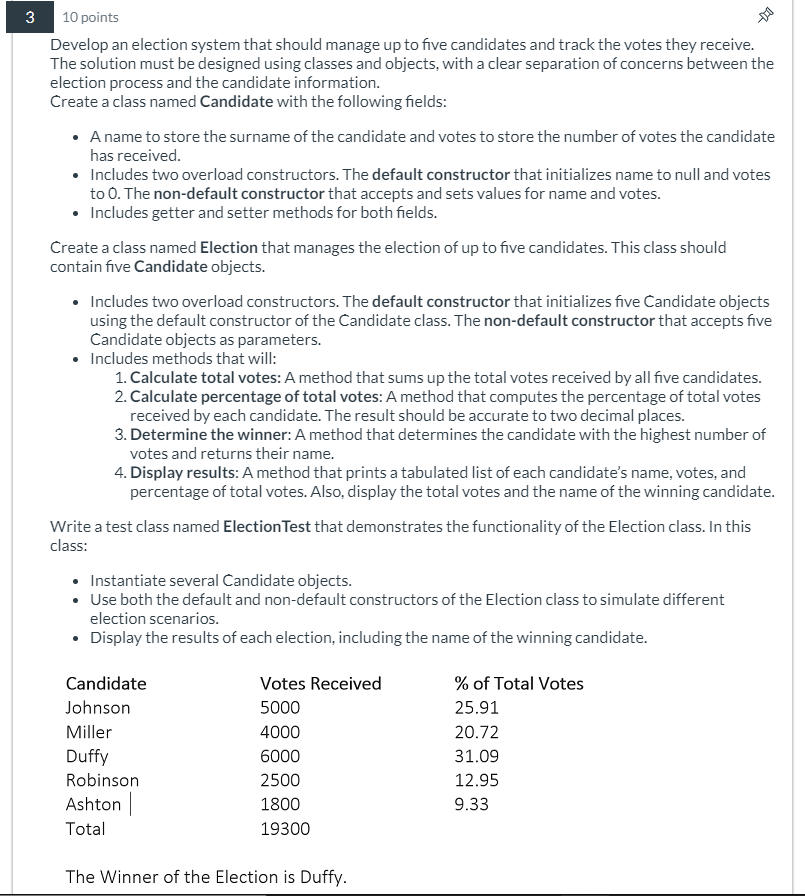 3 10 points
Develop an election system that should manage up to five candidates and track the votes they receive.
The solution must be designed using classes and objects, with a clear separation of concerns between the
election process and the candidate information.
Create a class named Candidate with the following fields:
• A name to store the surname of the candidate and votes to store the number of votes the candidate
has received.
• Includes two overload constructors. The default constructor that initializes name to null and votes
to 0. The non-default constructor that accepts and sets values for name and votes.
• Includes getter and setter methods for both fields.
Create a class named Election that manages the election of up to five candidates. This class should
contain five Candidate objects.
• Includes two overload constructors. The default constructor that initializes five Candidate objects
using the default constructor of the Candidate class. The non-default constructor that accepts five
Candidate objects as parameters.
• Includes methods that will:
1. Calculate total votes: A method that sums up the total votes received by all five candidates.
2. Calculate percentage of total votes: A method that computes the percentage of total votes
received by each candidate. The result should be accurate to two decimal places.
3. Determine the winner: A method that determines the candidate with the highest number of
votes and returns their name.
4. Display results: A method that prints a tabulated list of each candidate's name, votes, and
percentage of total votes. Also, display the total votes and the name of the winning candidate.
Write a test class named ElectionTest that demonstrates the functionality of the Election class. In this
class:
• Instantiate several Candidate objects.
• Use both the default and non-default constructors of the Election class to simulate different
election scenarios.
• Display the results of each election, including the name of the winning candidate.
Candidate Votes Received % of Total Votes
Johnson 5000 25.91
Miller 4000 20.72
Duffy 6000 31.09
Robinson 2500 12.95
Ashton 1800 9.33
Total 19300
The Winner of the Election is Duffy.